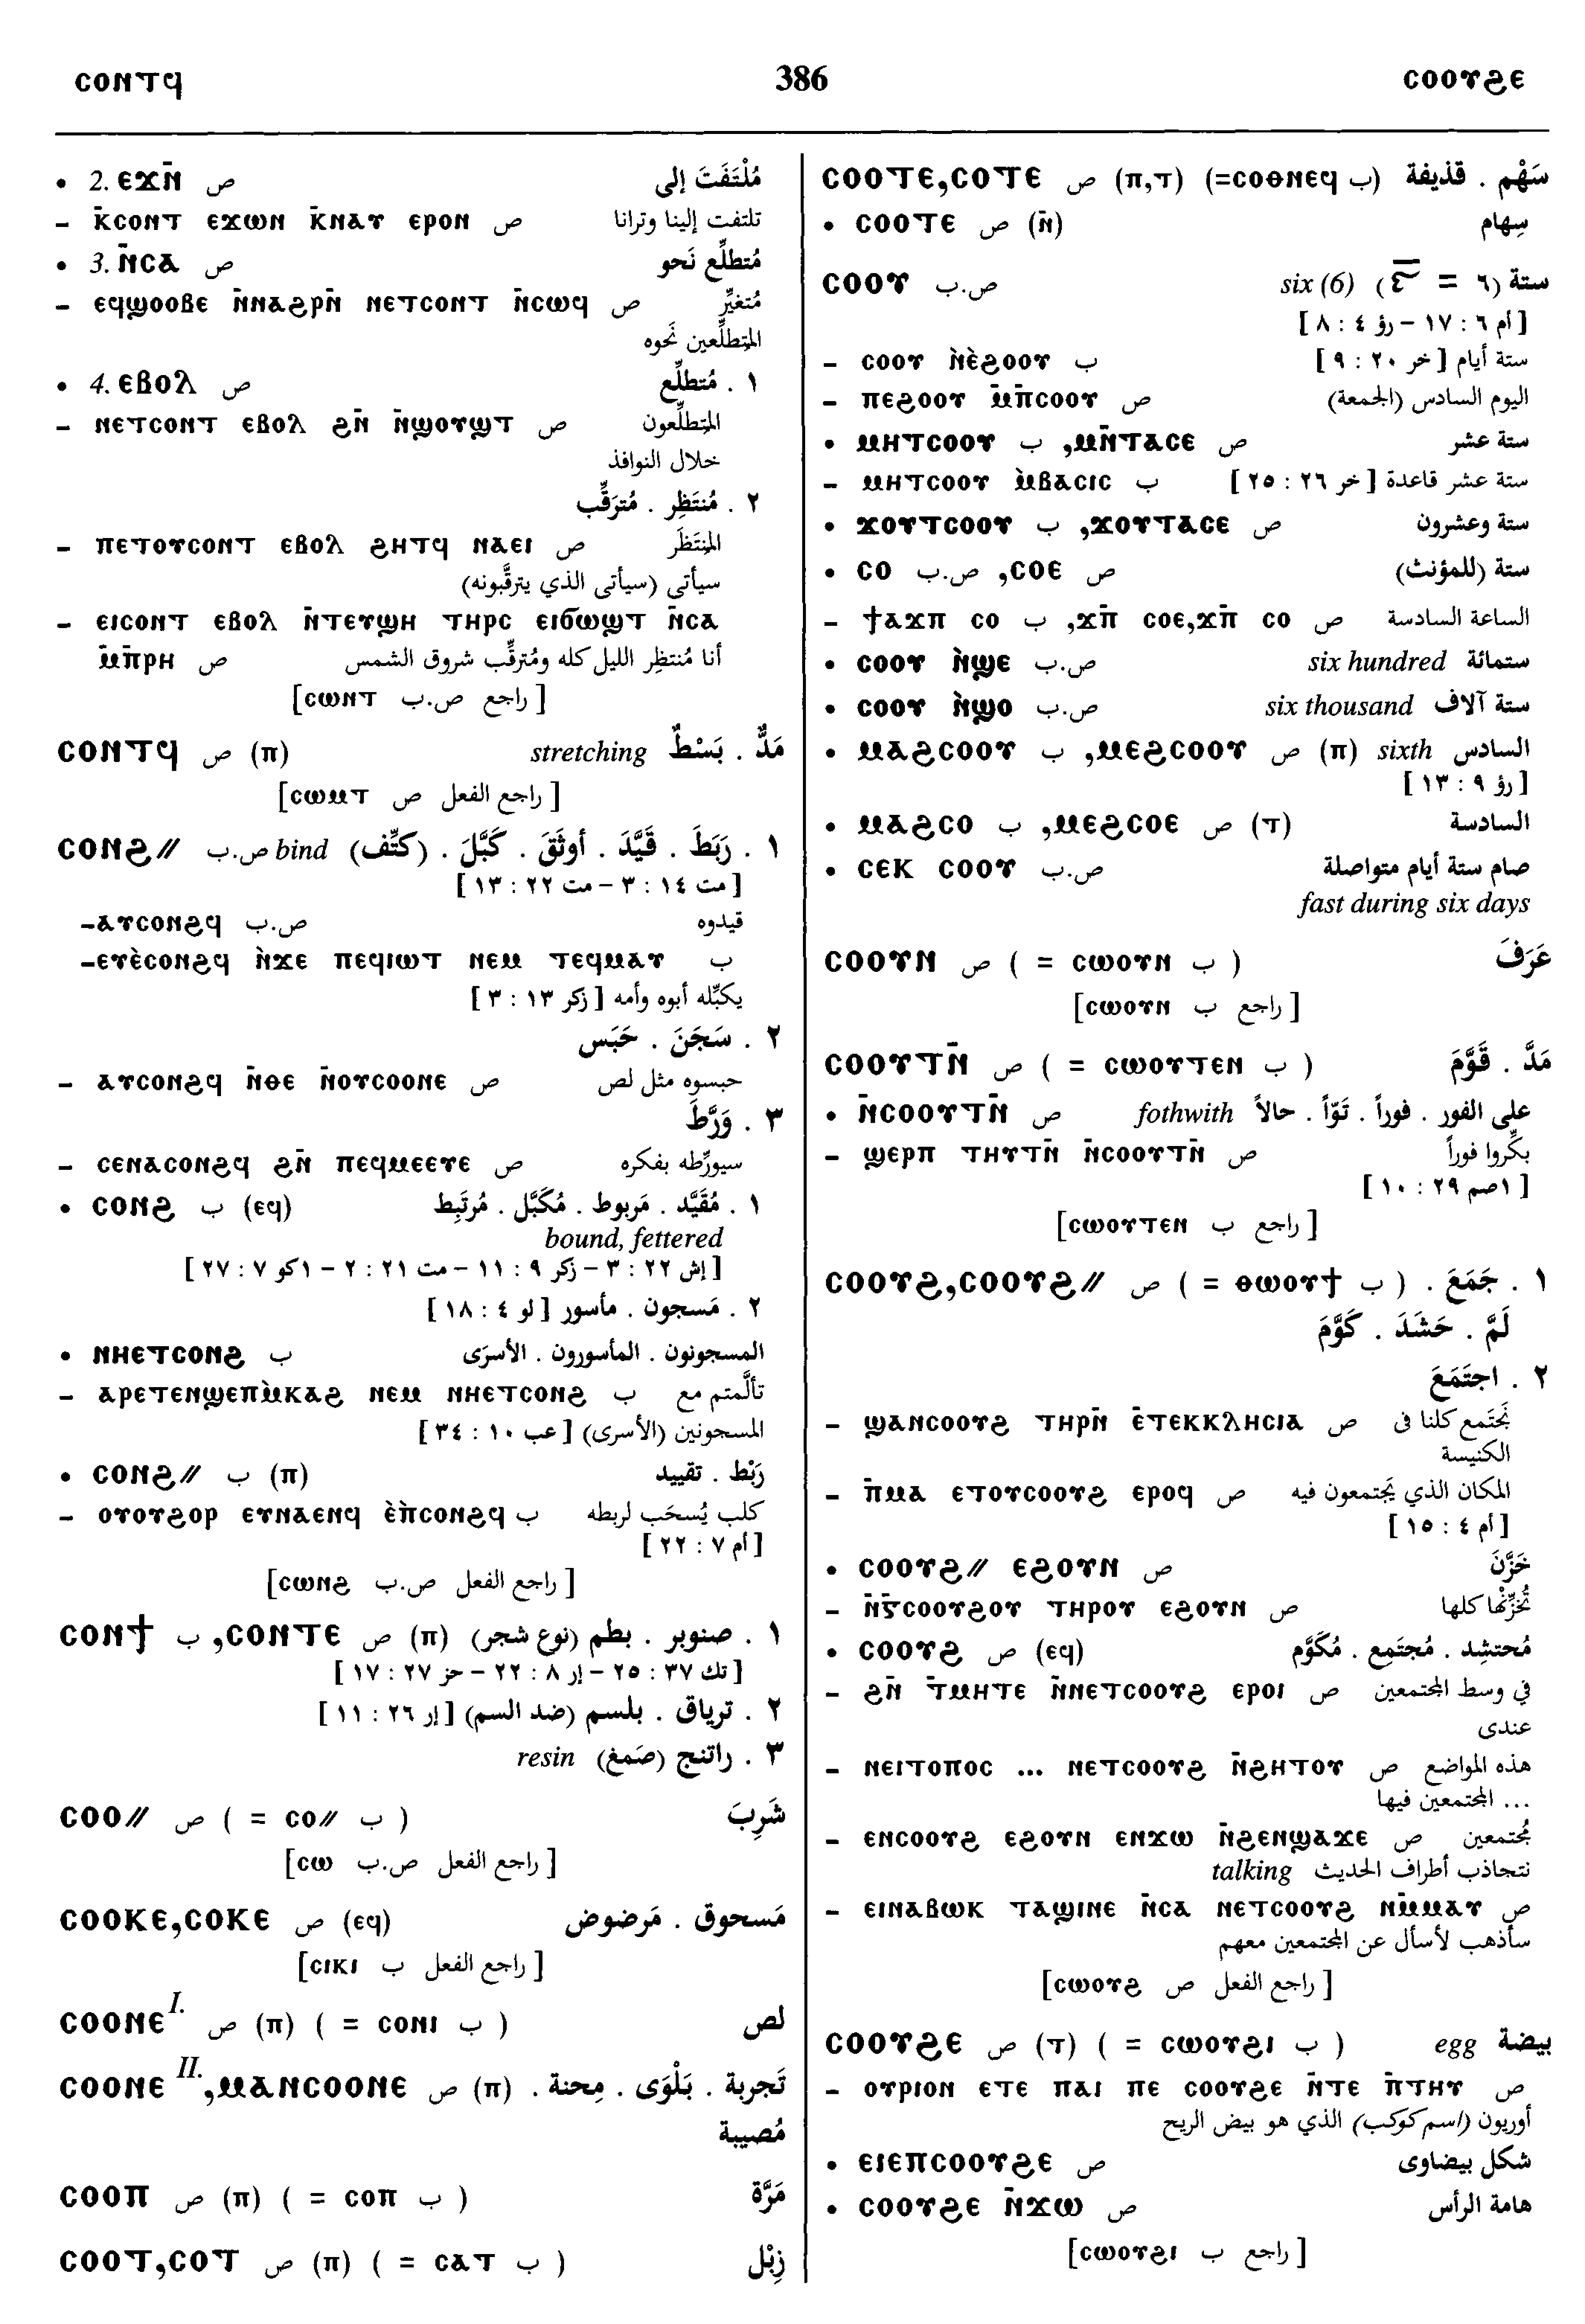 ⲥⲟⲛⲧϥ 386 ⲥⲟⲟⲩϩⲉ
• 2. ⲉϫⲛ̄ ص مُلْتَفَتَ إلى
– ⲕ̄ⲥⲟⲛⲧ ⲉϫⲱⲛ ⲕ̄ⲛⲁⲩ ⲉⲣⲟⲛ ص تلتفت إلينا وترانا
• 3. ⲛ̄ⲥⲁ ص مُتطلِّع نَحو
– ⲉϥϣⲟⲟⲃⲉ ⲛ̄ⲛⲁϩⲣⲛ̄ ⲛⲉⲧⲥⲟⲛⲧ ⲛ̄ⲥⲱϥ ص مُتغيِّر
المتطلِّعين نَحوه
• 4. ⲉⲃⲟⲗ ص ١ . مُتطلِّع
– ⲛⲉⲧⲥⲟⲛⲧ ⲉⲃⲟⲗ ϩⲛ̄ ⲛ̄ϣⲟⲩϣⲧ ص المتطلِّعون
خلال النوافذ
٢ . مُنتَظِر . مُترَقِّب
– ⲡⲉⲧⲟⲩⲥⲟⲛⲧ ⲉⲃⲟⲗ ϩⲏⲧϥ ⲛⲁⲉⲓ ص المنتَظَر
سيأتى (سيأتى الذي يترقَّبونه)
– ⲉⲓⲥⲟⲛⲧ ⲉⲃⲟⲗ ⲛ̄ⲧⲉⲩϣⲏ ⲧⲏⲣⲥ ⲉⲓϭⲱϣⲧ ⲛ̄ⲥⲁ
ⲙ̄ⲡ̄ⲣⲏ ص أنا مُنتظِر الليل كله ومُترقِّب شروق الشمس
[راجع ص.ب ⲥⲱⲛⲧ]
ⲥⲟⲛⲧϥ ص (ⲡ) stretching مَدٌّ . بَسْطٌ
[راجع الفعل ص ⲥⲱⲙⲧ]
ⲥⲟⲛϩ// ص.ب bind ١ . رَبَطَ . قَيَّدَ . أوثَقَ . كَبَّلَ . (كتِّف)
[مت ١٤ : ٣ – مت ٢٢ : ١٣]
–ⲁⲩⲥⲟⲛϩϥ ص.ب قيدوه
–ⲉⲩⲉ̀ⲥⲟⲛϩϥ ⲛ̀ϫⲉ ⲡⲉϥⲓⲱⲧ ⲛⲉⲙ ⲧⲉϥⲙⲁⲩ ب
يكبِّله أبوه وأمه [زكر ١٣ : ٣]
٢ . سَجَنَ . حَبَس
– ⲁⲩⲥⲟⲛϩϥ ⲛ̄ⲑⲉ ⲛ̄ⲟⲩⲥⲟⲟⲛⲉ ص حبسوه مثل لص
٣ . وَرَّطَ
– ⲥⲉⲛⲁⲥⲟⲛϩϥ ϩⲛ̄ ⲡⲉϥⲙⲉⲉⲩⲉ ص سيورِّطه بفكره
• ⲥⲟⲛϩ ب (ⲉϥ) ١ . مُقَيَّد . مَربوط . مُكَبَّل . مُرتَبِط
bound, fettered
[إش ٢٢ : ٣ – زكر ٩ : ١١ – مت ٢١ : ٢ – ١كو ٧ : ٢٧]
٢ . مَسجون . مأسور [لو ٤ : ١٨]
• ⲛⲏⲉⲧⲥⲟⲛϩ ب المسجونون . المأسورون . الأسرَى
– ⲁⲣⲉⲧⲉⲛϣⲉⲡⲙ̀ⲕⲁϩ ⲛⲉⲙ ⲛⲏⲉⲧⲥⲟⲛϩ ب تألَّمتم مع
المسجونين (الأسرى) [عب ١٠ : ٣٤]
• ⲥⲟⲛϩ// ب (ⲡ) رَبْط . تقييد
– ⲟⲩⲟⲩϩⲟⲣ ⲉⲩⲛⲁⲉⲛϥ ⲉ̀ⲡ̀ⲥⲟⲛϩϥ ب كلب يُسحَب لربطه
[أم ٧ : ٢٢]
[راجع الفعل ص.ب ⲥⲱⲛϩ]
ⲥⲟⲛϯ ب ,ⲥⲟⲛⲧⲉ ص (ⲡ) ١ . صنوبر . بطم (نوع شجر)
[تك ٣٧ : ٢٥ – إر ٨ : ٢٢ – حز ٢٧ : ١٧]
٢ . ترياق . بلسم (ضد السم) [إر ٢٦ : ١١]
٣ . راتنج (صَمغ) resin
ⲥⲟⲟ// ص ( = ⲥⲟ// ب ) شَرِبَ
[راجع الفعل ص.ب ⲥⲱ]
ⲥⲟⲟⲕⲉ,ⲥⲟⲕⲉ ص (ⲉϥ) مَسحوق . مَرضوض
[راجع الفعل ب ⲥⲓⲕⲓ]
ⲥⲟⲟⲛⲉ I. ص (ⲡ) ( = ⲥⲟⲛⲓ ب ) لص
ⲥⲟⲟⲛⲉ II.,ⲙⲁⲛⲥⲟⲟⲛⲉ ص (ⲡ) تَجربة . بَلْوَى . مِحنة .
مُصيبة
ⲥⲟⲟⲡ ص (ⲡ) ( = ⲥⲟⲡ ب ) مَرَّة
ⲥⲟⲟⲧ,ⲥⲟⲧ ص (ⲡ) ( = ⲥⲁⲧ ب ) زِبْل
ⲥⲟⲟⲧⲉ,ⲥⲟⲧⲉ ص (ⲡ,ⲧ) (=ⲥⲟⲑⲛⲉϥ ب) سَهْم . قذيفة
• ⲥⲟⲟⲧⲉ ص (ⲛ̄) سِهام
ⲥⲟⲟⲩ ص.ب six (6) ستة (٦ = ⲋ̅)
[أم ٦ : ١٧ – رؤ ٤ : ٨]
– ⲥⲟⲟⲩ ⲛ̀ⲉ̀ϩⲟⲟⲩ ب ستة أيام [خر ٢٠ : ٩]
– ⲡⲉϩⲟⲟⲩ ⲙ̄ⲡ̄ⲥⲟⲟⲩ ص اليوم السادس (الجمعة)
• ⲙⲏⲧⲥⲟⲟⲩ ب ,ⲙⲛ̄ⲧⲁⲥⲉ ص ستة عشر
– ⲙⲏⲧⲥⲟⲟⲩ ⲙ̀ⲃⲁⲥⲓⲥ ب ستة عشر قاعدة [خر ٢٦ : ٢٥]
• ϫⲟⲩⲧⲥⲟⲟⲩ ب ,ϫⲟⲩⲧⲁⲥⲉ ص ستة وعشرون
• ⲥⲟ ص.ب ,ⲥⲟⲉ ص ستة (للمؤنث)
– ϯⲁϫⲡ ⲥⲟ ب ,ϫⲡ̄ ⲥⲟⲉ,ϫⲡ̄ ⲥⲟ ص الساعة السادسة
• ⲥⲟⲟⲩ ⲛ̀ϣⲉ ص.ب six hundred ستمائة
• ⲥⲟⲟⲩ ⲛ̀ϣⲟ ص.ب six thousand ستة آلاف
• ⲙⲁϩⲥⲟⲟⲩ ب ,ⲙⲉϩⲥⲟⲟⲩ ص (ⲡ) sixth السادس
[رؤ ٩ : ١٣]
• ⲙⲁϩⲥⲟ ب ,ⲙⲉϩⲥⲟⲉ ص (ⲧ) السادسة
• ⲥⲉⲕ ⲥⲟⲟⲩ ص.ب صام ستة أيام متواصلة
fast during six days
ⲥⲟⲟⲩⲛ ص ( = ⲥⲱⲟⲩⲛ ب ) عَرَفَ
[راجع ب ⲥⲱⲟⲩⲛ]
ⲥⲟⲟⲩⲧⲛ̄ ص ( = ⲥⲱⲟⲩⲧⲉⲛ ب ) مَدَّ . قَوَّمَ
• ⲛ̄ⲥⲟⲟⲩⲧⲛ̄ ص fothwith على الفور . فوراً . تَوّاً . حالاً
– ϣⲉⲣⲡ ⲧⲏⲩⲧⲛ̄ ⲛ̄ⲥⲟⲟⲩⲧⲛ̄ ص بكِّروا فوراً
[١صم ٢٩ : ١٠]
[راجع ب ⲥⲱⲟⲩⲧⲉⲛ]
ⲥⲟⲟⲩϩ,ⲥⲟⲟⲩϩ// ص ( = ⲑⲱⲟⲩϯ ب ) ١ . جَمَعَ .
لَمَّ . حَشَدَ . كَوَّمَ
٢ . اجتَمَعَ
– ϣⲁⲛⲥⲟⲟⲩϩ ⲧⲏⲣⲛ̄ ⲉ̄ⲧⲉⲕⲕⲗⲏⲥⲓⲁ ص نَجتَمع كلنا فى
الكنيسة
– ⲡ̄ⲙⲁ ⲉⲧⲟⲩⲥⲟⲟⲩϩ ⲉⲣⲟϥ ص المكان الذي يَجتمعون فيه
[أم ٤ : ١٥]
• ⲥⲟⲟⲩϩ// ⲉϩⲟⲩⲛ ص خَزَّنَ
– ⲛ̄ⲅ̄ⲥⲟⲟⲩϩⲟⲩ ⲧⲏⲣⲟⲩ ⲉϩⲟⲩⲛ ص تُخزِّنها كلها
• ⲥⲟⲟⲩϩ ص (ⲉϥ) مُحتشِد . مُجتَمِع . مُكَوَّم
– ϩⲛ̄ ⲧ̄ⲙⲏⲧⲉ ⲛ̄ⲛⲉⲧⲥⲟⲟⲩϩ ⲉⲣⲟⲓ ص في وسط المجتمعين
عندى
– ⲛⲉⲓⲧⲟⲡⲟⲥ ... ⲛⲉⲧⲥⲟⲟⲩϩ ⲛ̄ϩⲏⲧⲟⲩ ص هذه المواضع
... المجتمعين فيها
– ⲉⲛⲥⲟⲟⲩϩ ⲉϩⲟⲩⲛ ⲉⲛϫⲱ ⲛ̄ϩⲉⲛϣⲁϫⲉ ص مُجتمعين
talking نتجاذب أطراف الحديث
– ⲉⲓⲛⲁⲃⲱⲕ ⲧⲁϣⲓⲛⲉ ⲛ̄ⲥⲁ ⲛⲉⲧⲥⲟⲟⲩϩ ⲛⲙ̄ⲙⲁⲩ ص
سأذهب لأسأل عن المجتمعين معهم
[راجع الفعل ص ⲥⲱⲟⲩϩ]
ⲥⲟⲟⲩϩⲉ ص (ⲧ) ( = ⲥⲱⲟⲩϩⲓ ب ) egg بيضة
– ⲟⲩⲣⲓⲟⲛ ⲉⲧⲉ ⲡⲁⲓ ⲡⲉ ⲥⲟⲟⲩϩⲉ ⲛ̄ⲧⲉ ⲡ̄ⲧⲏⲩ ص
أوريون (اسم كوكب) الذي هو بيض الريح
• ⲉⲓⲉⲡⲥⲟⲟⲩϩⲉ ص شكل بيضاوى
• ⲥⲟⲟⲩϩⲉ ⲛ̄ϫⲱ ص هامة الرأس
[راجع ب ⲥⲱⲟⲩϩⲓ]